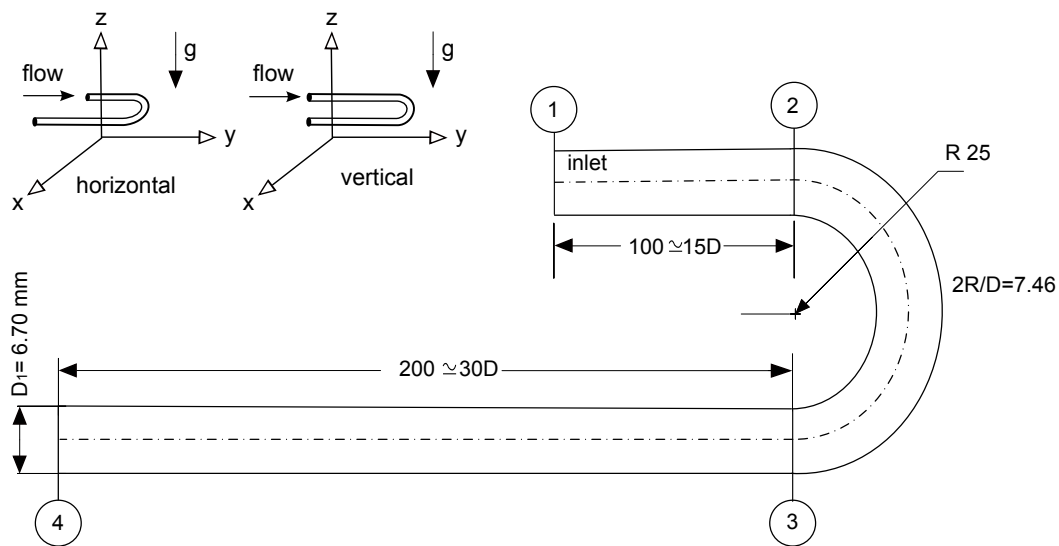 z
g
flow
y
x
horizontal
z
g
flow
y
x
vertical
1
2
inlet
R 25
100 ≃15D
2R/D=7.46
D₁= 6.70 mm
200 ≃30D
4
3